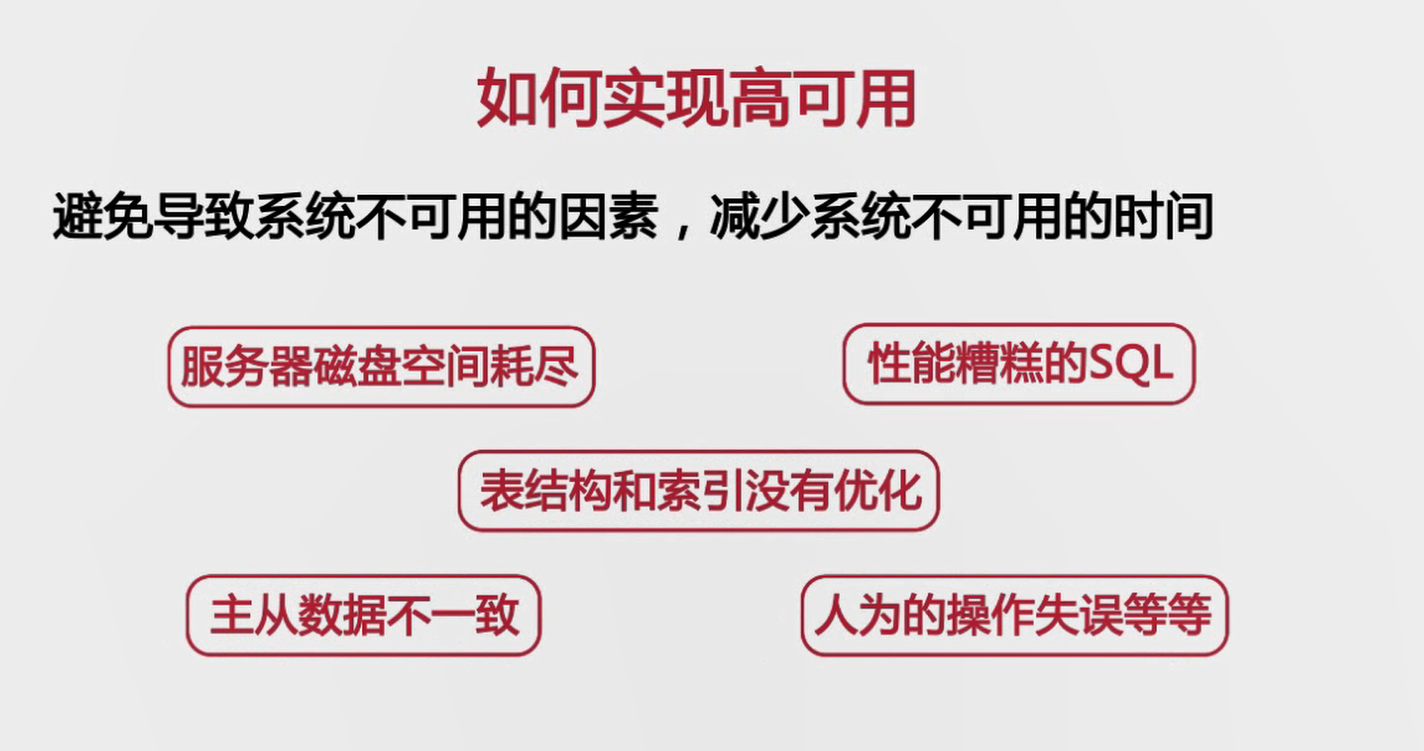 如何实现高可用
避免导致系统不可用的因素，减少系统不可用的时间
服务器磁盘空间耗尽
性能糟糕的SQL
表结构和索引没有优化
主从数据不一致
人为的操作失误等等